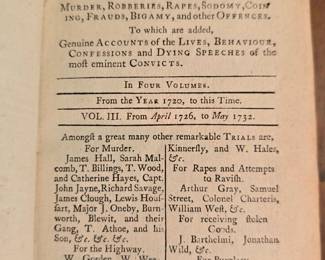 MURDER, ROBBERIES, RAPES, SODOMY, COIN-
ING, FRAUDS, BIGAMY, and other OFFENCES.
To which are added,
Genuine ACCOUNTS of the LIVES, BEHAVIOUR,
CONFESSIONS and DYING SPEECHES of the
most eminent CONVICTS.
In FOUR VOLUMES.
From the YEAR 1720, to this Time.
VOL. III. From April 1726, to May 1732.
Amongst a great many other remarkable TRIALS are,
For Murder.
James Hall, Sarah Mal-
comb, T. Billings, T. Wood,
and Catherine Hayes, Capt.
John Jayne, Richard Savage,
James Clough, Lewis Houf-
fart, Major J. Oneby, Burn-
worth, Blewit, and their
Gang, T. Athoe, and his
Son, &c. &c. &c.
For the Highway.
W. Gordon, W.
Kinnersly, and W. Hales,
&c.
For Rapes and Attempts
to Ravish.
Arthur Gray, Samuel
Street, Colonel Charteris,
William West, &c.
For receiving stolen
Goods.
J. Barthelmi, Jonathan
Wild, &c.